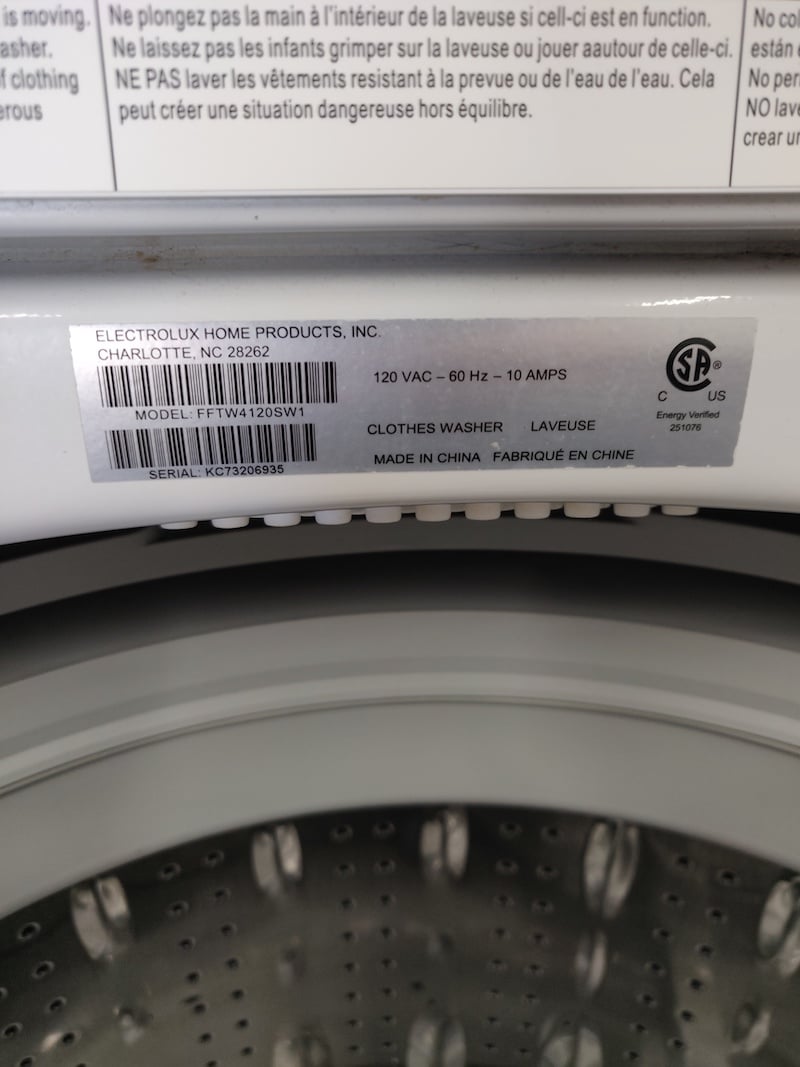 is moving.
asher.
f clothing
erous
Ne plongez pas la main à l'intérieur de la laveuse si cell-ci est en function.
Ne laissez pas les infants grimper sur la laveuse ou jouer aautour de celle-ci.
NE PAS laver les vêtements resistant à la prevue ou de l'eau de l'eau. Cela
peut créer une situation dangereuse hors équilibre.
No col
están
No per
NO lave
crear un
ELECTROLUX HOME PRODUCTS, INC.
CHARLOTTE, NC 28262
MODEL: FFTW4120SW1
SERIAL: KC73206935
120 VAC – 60 Hz – 10 AMPS
CLOTHES WASHER LAVEUSE
MADE IN CHINA FABRIQUÉ EN CHINE
SA ®
C US
Energy Verified
251076